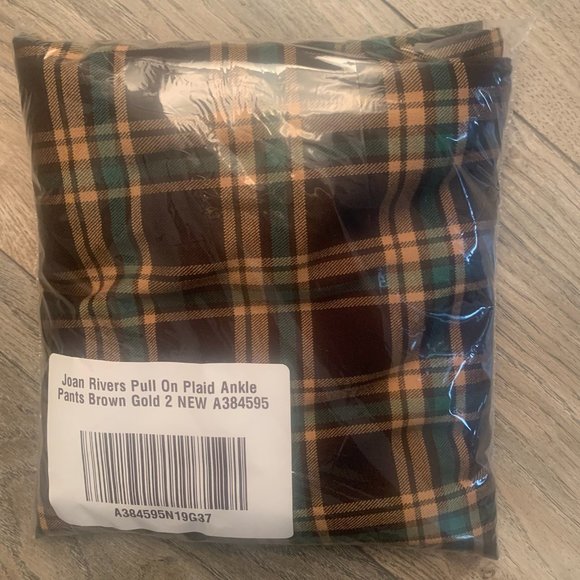 Joan Rivers Pull On Plaid Ankle
Pants Brown Gold 2 NEW A384595
A384595N19G37